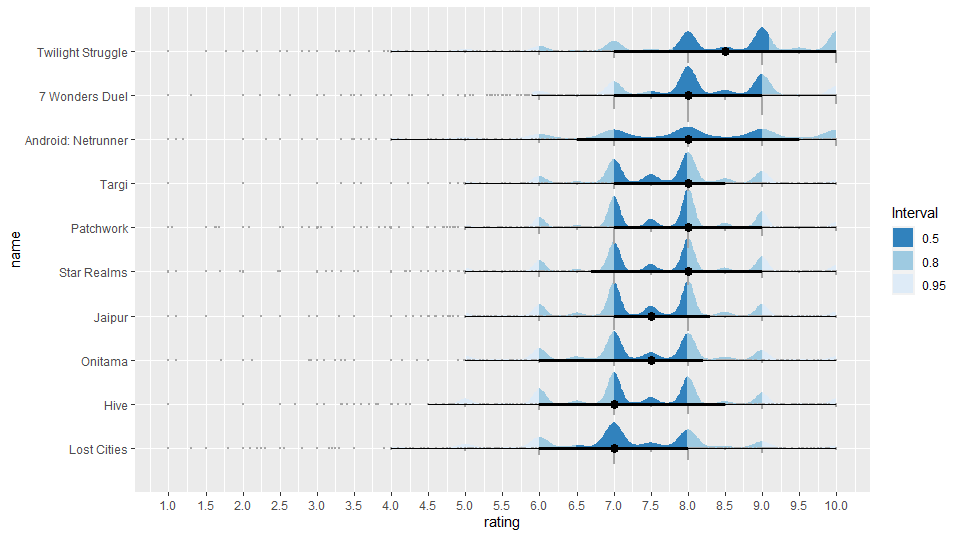 Twilight Struggle
7 Wonders Duel
Android: Netrunner
Targi
Patchwork
Star Realms
Jaipur
Onitama
Hive
Lost Cities
name
1.0 1.5 2.0 2.5 3.0 3.5 4.0 4.5 5.0 5.5 6.0 6.5 7.0 7.5 8.0 8.5 9.0 9.5 10.0
rating
Interval
0.5
0.8
0.95